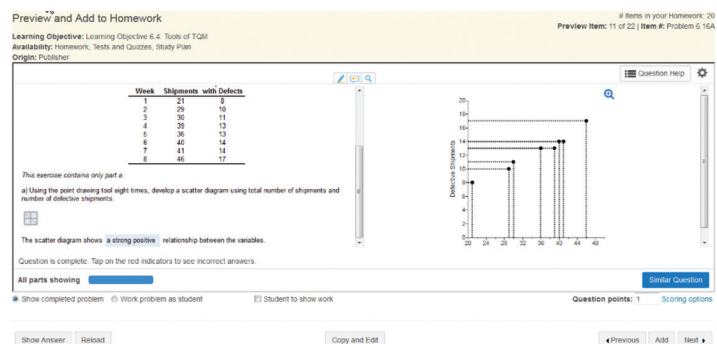 Preview and Add to Homework
# Items in your Homework: 20
Preview Item: 11 of 22 | Item #: Problem 6.16A
Learning Objective: Learning Objective 6.4: Tools of TQM
Availability: Homework, Tests and Quizzes, Study Plan
Origin: Publisher
Question Help
Week Shipments with Defects
1 21 8
2 29 10
3 30 11
4 39 13
5 36 13
6 40 14
7 41 14
8 46 17
This exercise contains only part a.
a) Using the point drawing tool eight times, develop a scatter diagram using total number of shipments and
number of defective shipments.
The scatter diagram shows a strong positive relationship between the variables.
Defective Shipments
20
18
16
14
12
10
8
6
4
2
0
20 24 28 32 36 40 44 48
Question is complete. Tap on the red indicators to see incorrect answers.
All parts showing
Similar Question
Show completed problem Work problem as student Student to show work
Question points: 1 Scoring options
Show Answer Reload Copy and Edit Previous Add Next